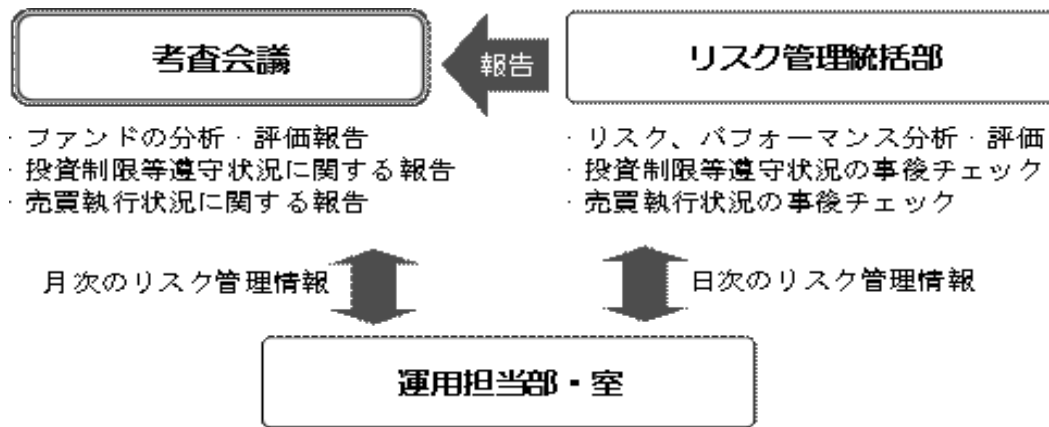 考査会議
報告
リスク管理統括部
・ファンドの分析・評価報告
・投資制限等遵守状況に関する報告
・売買執行状況に関する報告
・リスク、パフォーマンス分析・評価
・投資制限等遵守状況の事後チェック
・売買執行状況の事後チェック
月次のリスク管理情報
日次のリスク管理情報
運用担当部・室